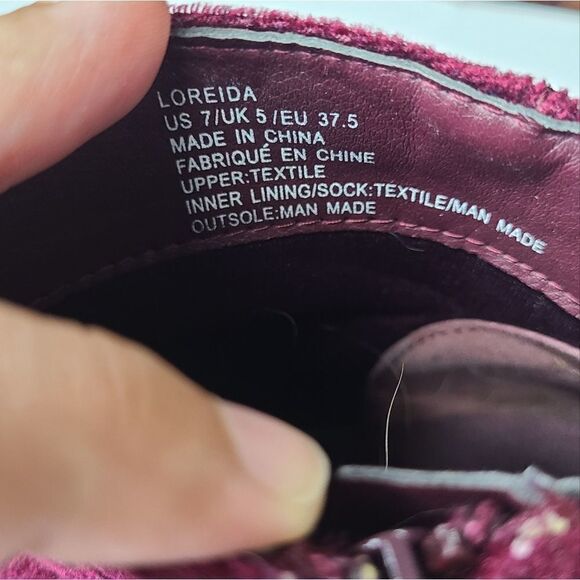 LOREIDA
US 7/UK 5/EU 37.5
MADE IN CHINA
FABRIQUÉ EN CHINE
UPPER:TEXTILE
INNER LINING/SOCK:TEXTILE/MAN MADE
OUTSOLE:MAN MADE